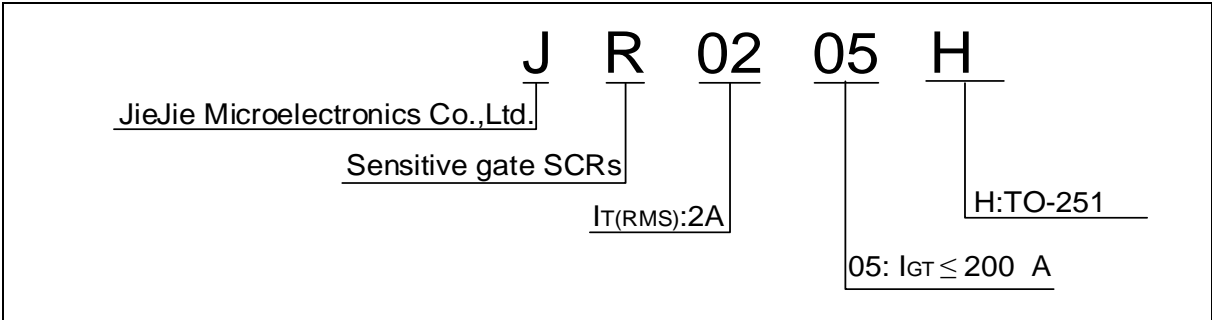 J R 02 05 H
JieJie Microelectronics Co.,Ltd.
Sensitive gate SCRs
IT(RMS):2A
H:TO-251
05: IGT ≤ 200 A